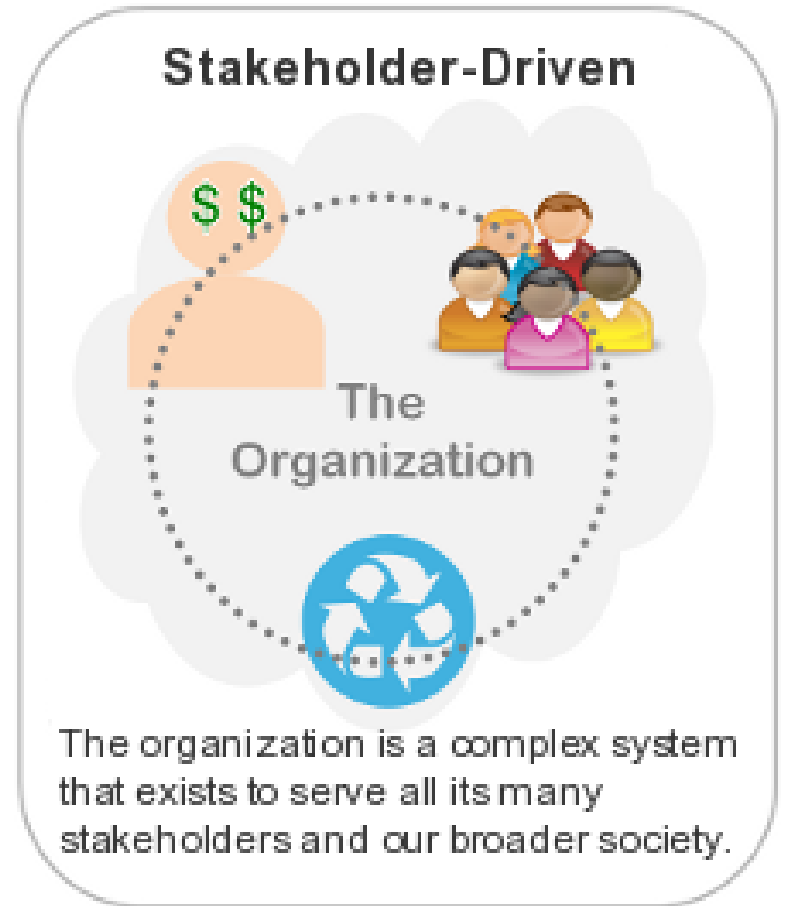 Stakeholder-Driven
$ $
The
Organization
The organization is a complex system
that exists to serve all its many
stakeholders and our broader society.